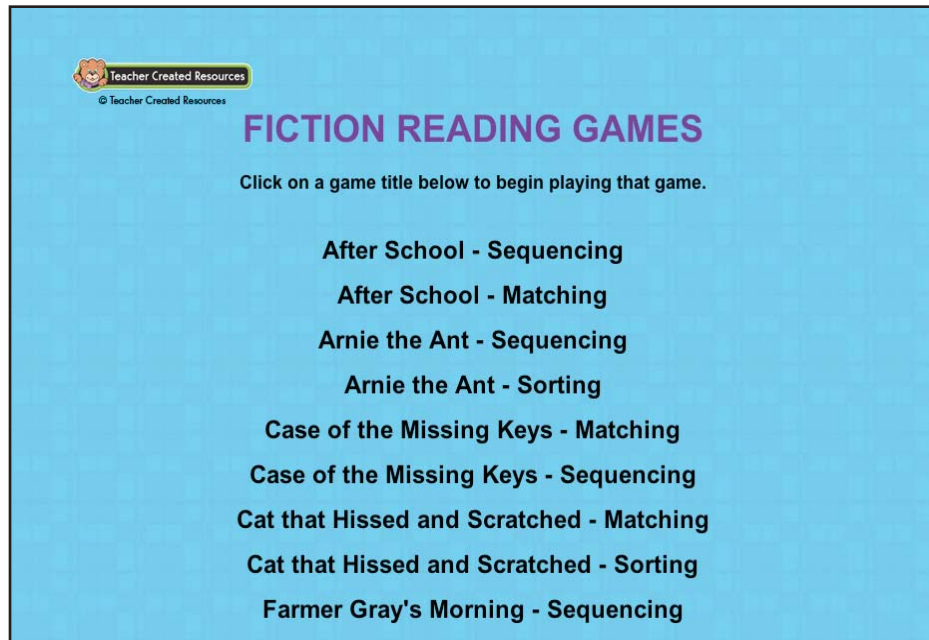 Teacher Created Resources
© Teacher Created Resources
FICTION READING GAMES
Click on a game title below to begin playing that game.
After School - Sequencing
After School - Matching
Arnie the Ant - Sequencing
Arnie the Ant - Sorting
Case of the Missing Keys - Matching
Case of the Missing Keys - Sequencing
Cat that Hissed and Scratched - Matching
Cat that Hissed and Scratched - Sorting
Farmer Gray's Morning - Sequencing